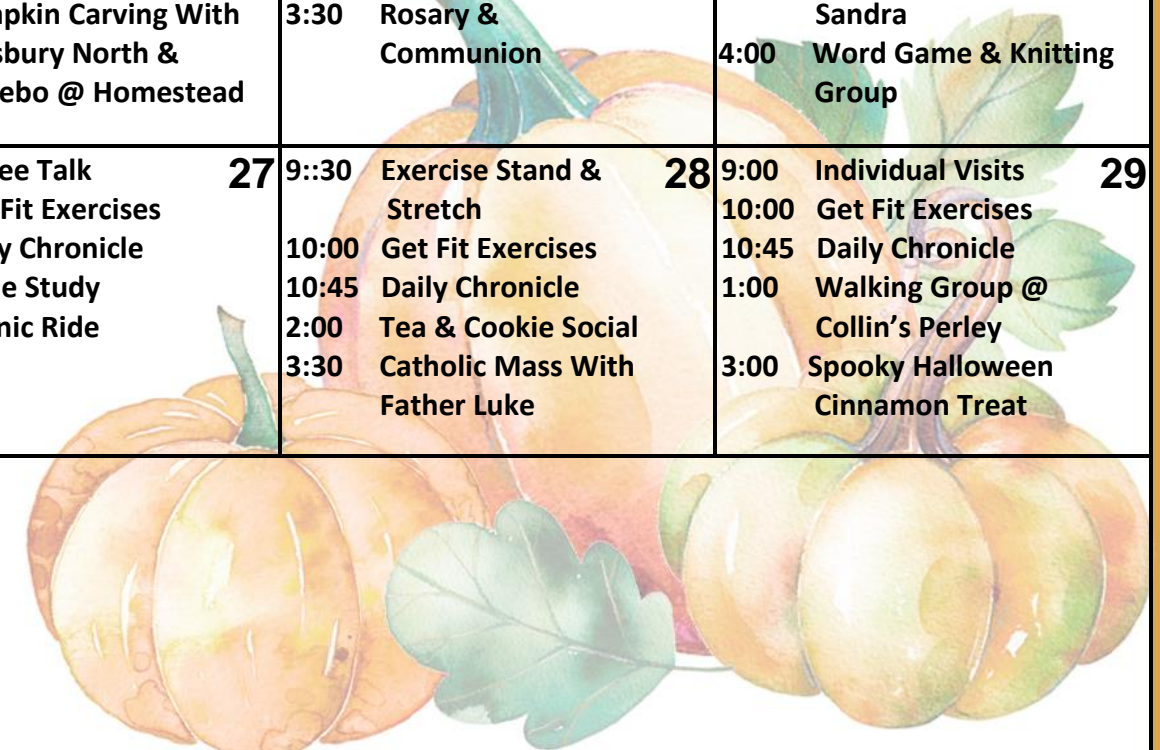 pkin Carving With
sbury North &
ebo @ Homestead
3:30 Rosary &
Communion
Sandra
4:00 Word Game & Knitting
Group
27
ee Talk
Fit Exercises
y Chronicle
e Study
nic Ride
28
9::30 Exercise Stand &
Stretch
10:00 Get Fit Exercises
10:45 Daily Chronicle
2:00 Tea & Cookie Social
3:30 Catholic Mass With
Father Luke
29
9:00 Individual Visits
10:00 Get Fit Exercises
10:45 Daily Chronicle
1:00 Walking Group @
Collin’s Perley
3:00 Spooky Halloween
Cinnamon Treat